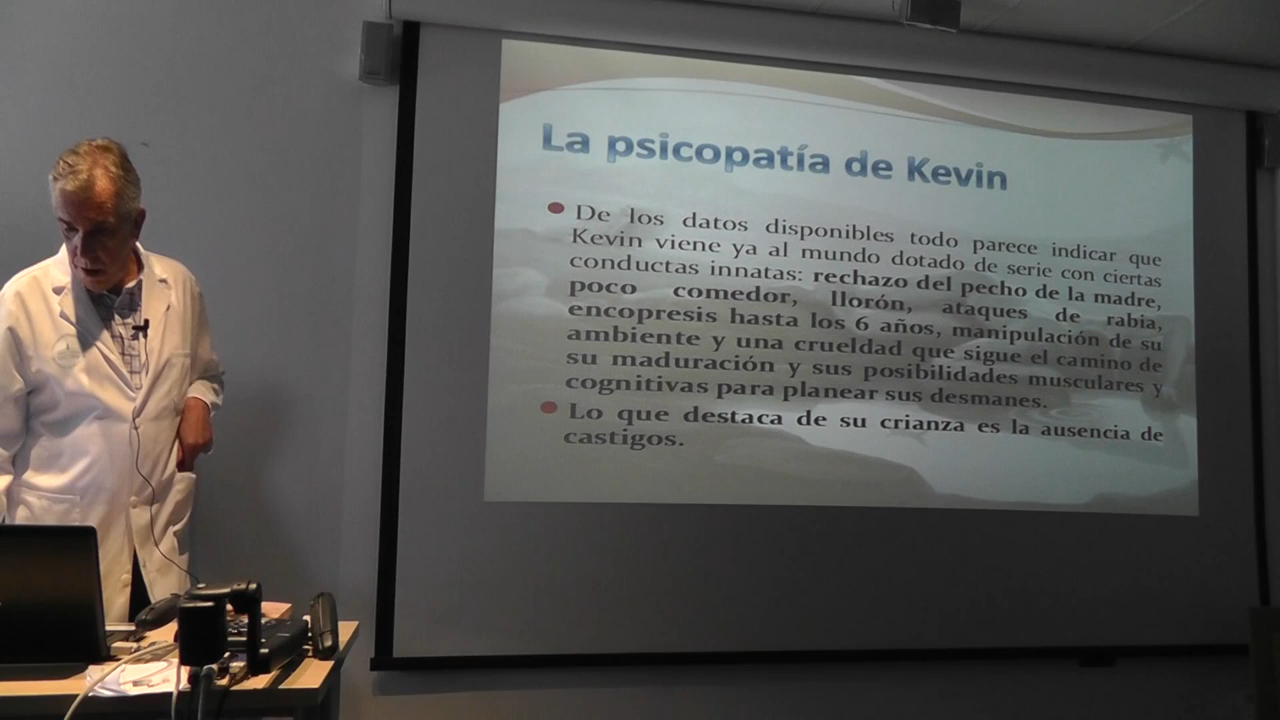 La psicopatía de Kevin
De los datos disponibles todo parece indicar que
Kevin viene ya al mundo dotado de serie con ciertas
conductas innatas: rechazo del pecho de la madre,
poco comedor, llorón, ataques de rabia,
encopresis hasta los 6 años, manipulación de su
ambiente y una crueldad que sigue el camino de
su maduración y sus posibilidades musculares y
cognitivas para planear sus desmanes.
Lo que destaca de su crianza es la ausencia de
castigos.